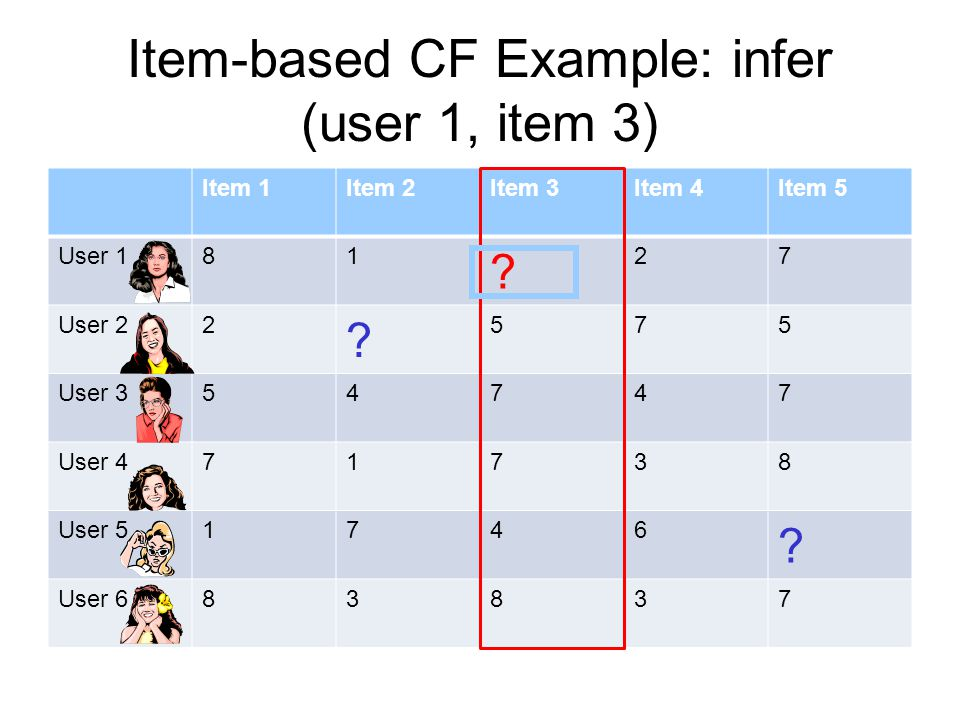 Item-based CF Example: infer
(user 1, item 3)
Item 1 Item 2 Item 3 Item 4 Item 5
User 1 8 1 ? 2 7
User 2 2 ? 5 7 5
User 3 5 4 7 4 7
User 4 7 1 7 3 8
User 5 1 7 4 6 ?
User 6 8 3 8 3 7